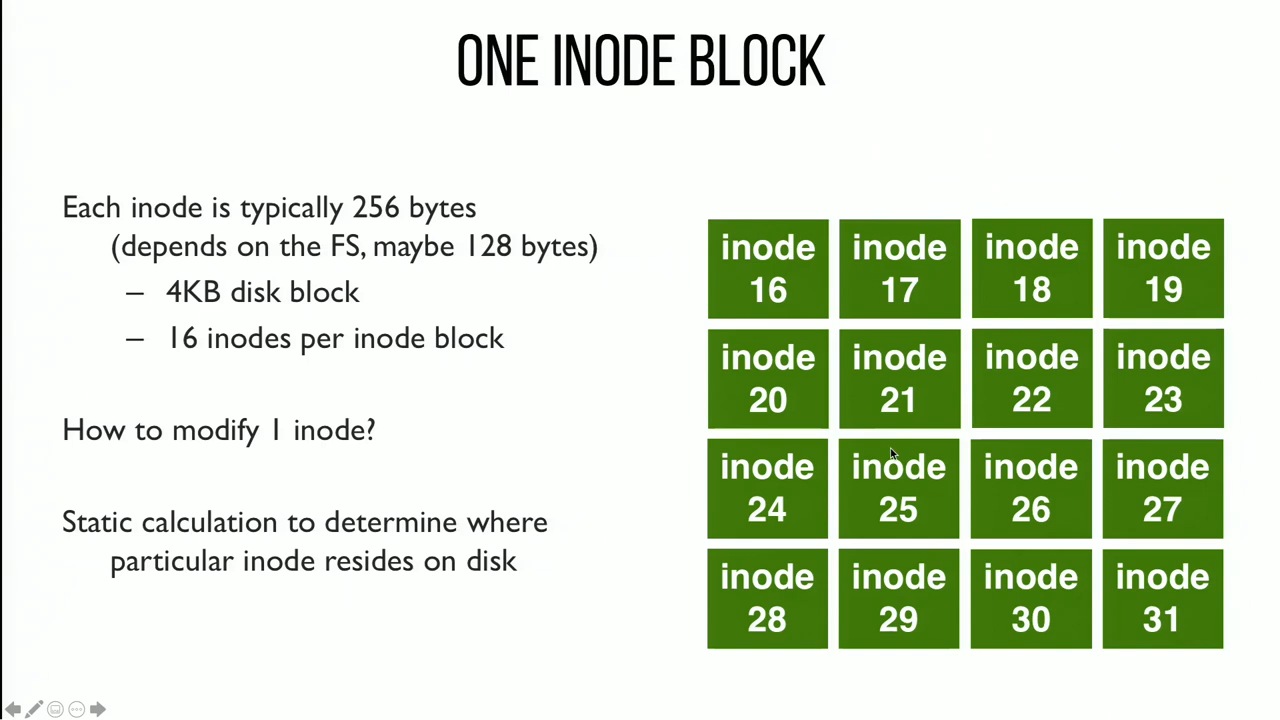 ONE INODE BLOCK
Each inode is typically 256 bytes
(depends on the FS, maybe 128 bytes)
– 4KB disk block
– 16 inodes per inode block
How to modify 1 inode?
Static calculation to determine where
particular inode resides on disk
inode 16
inode 17
inode 18
inode 19
inode 20
inode 21
inode 22
inode 23
inode 24
inode 25
inode 26
inode 27
inode 28
inode 29
inode 30
inode 31